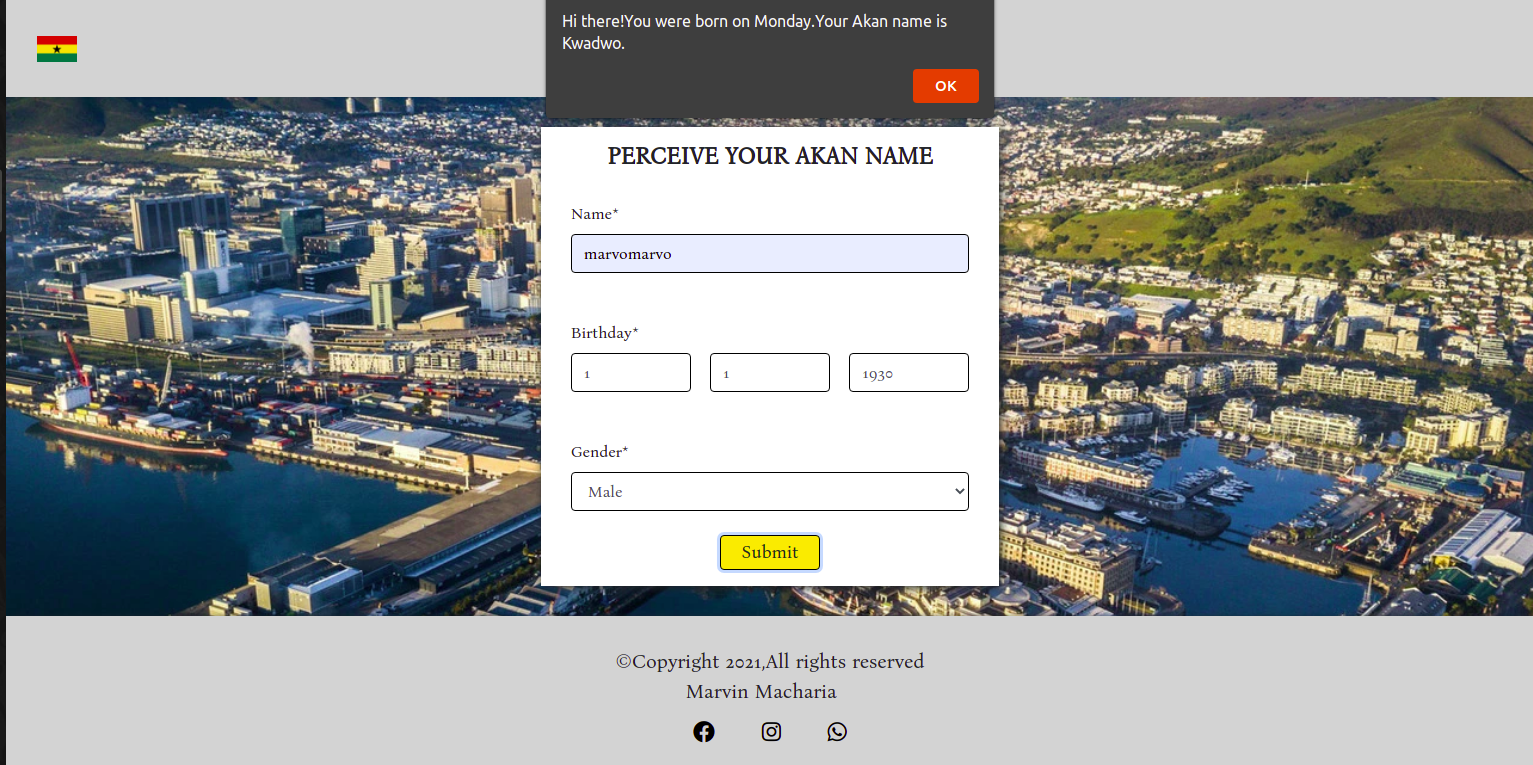 Hi there!You were born on Monday.Your Akan name is
Kwadwo.
OK
PERCEIVE YOUR AKAN NAME
Name*
marvomarvo
Birthday*
1 1 1930
Gender*
Male
Submit
©Copyright 2021,All rights reserved
Marvin Macharia